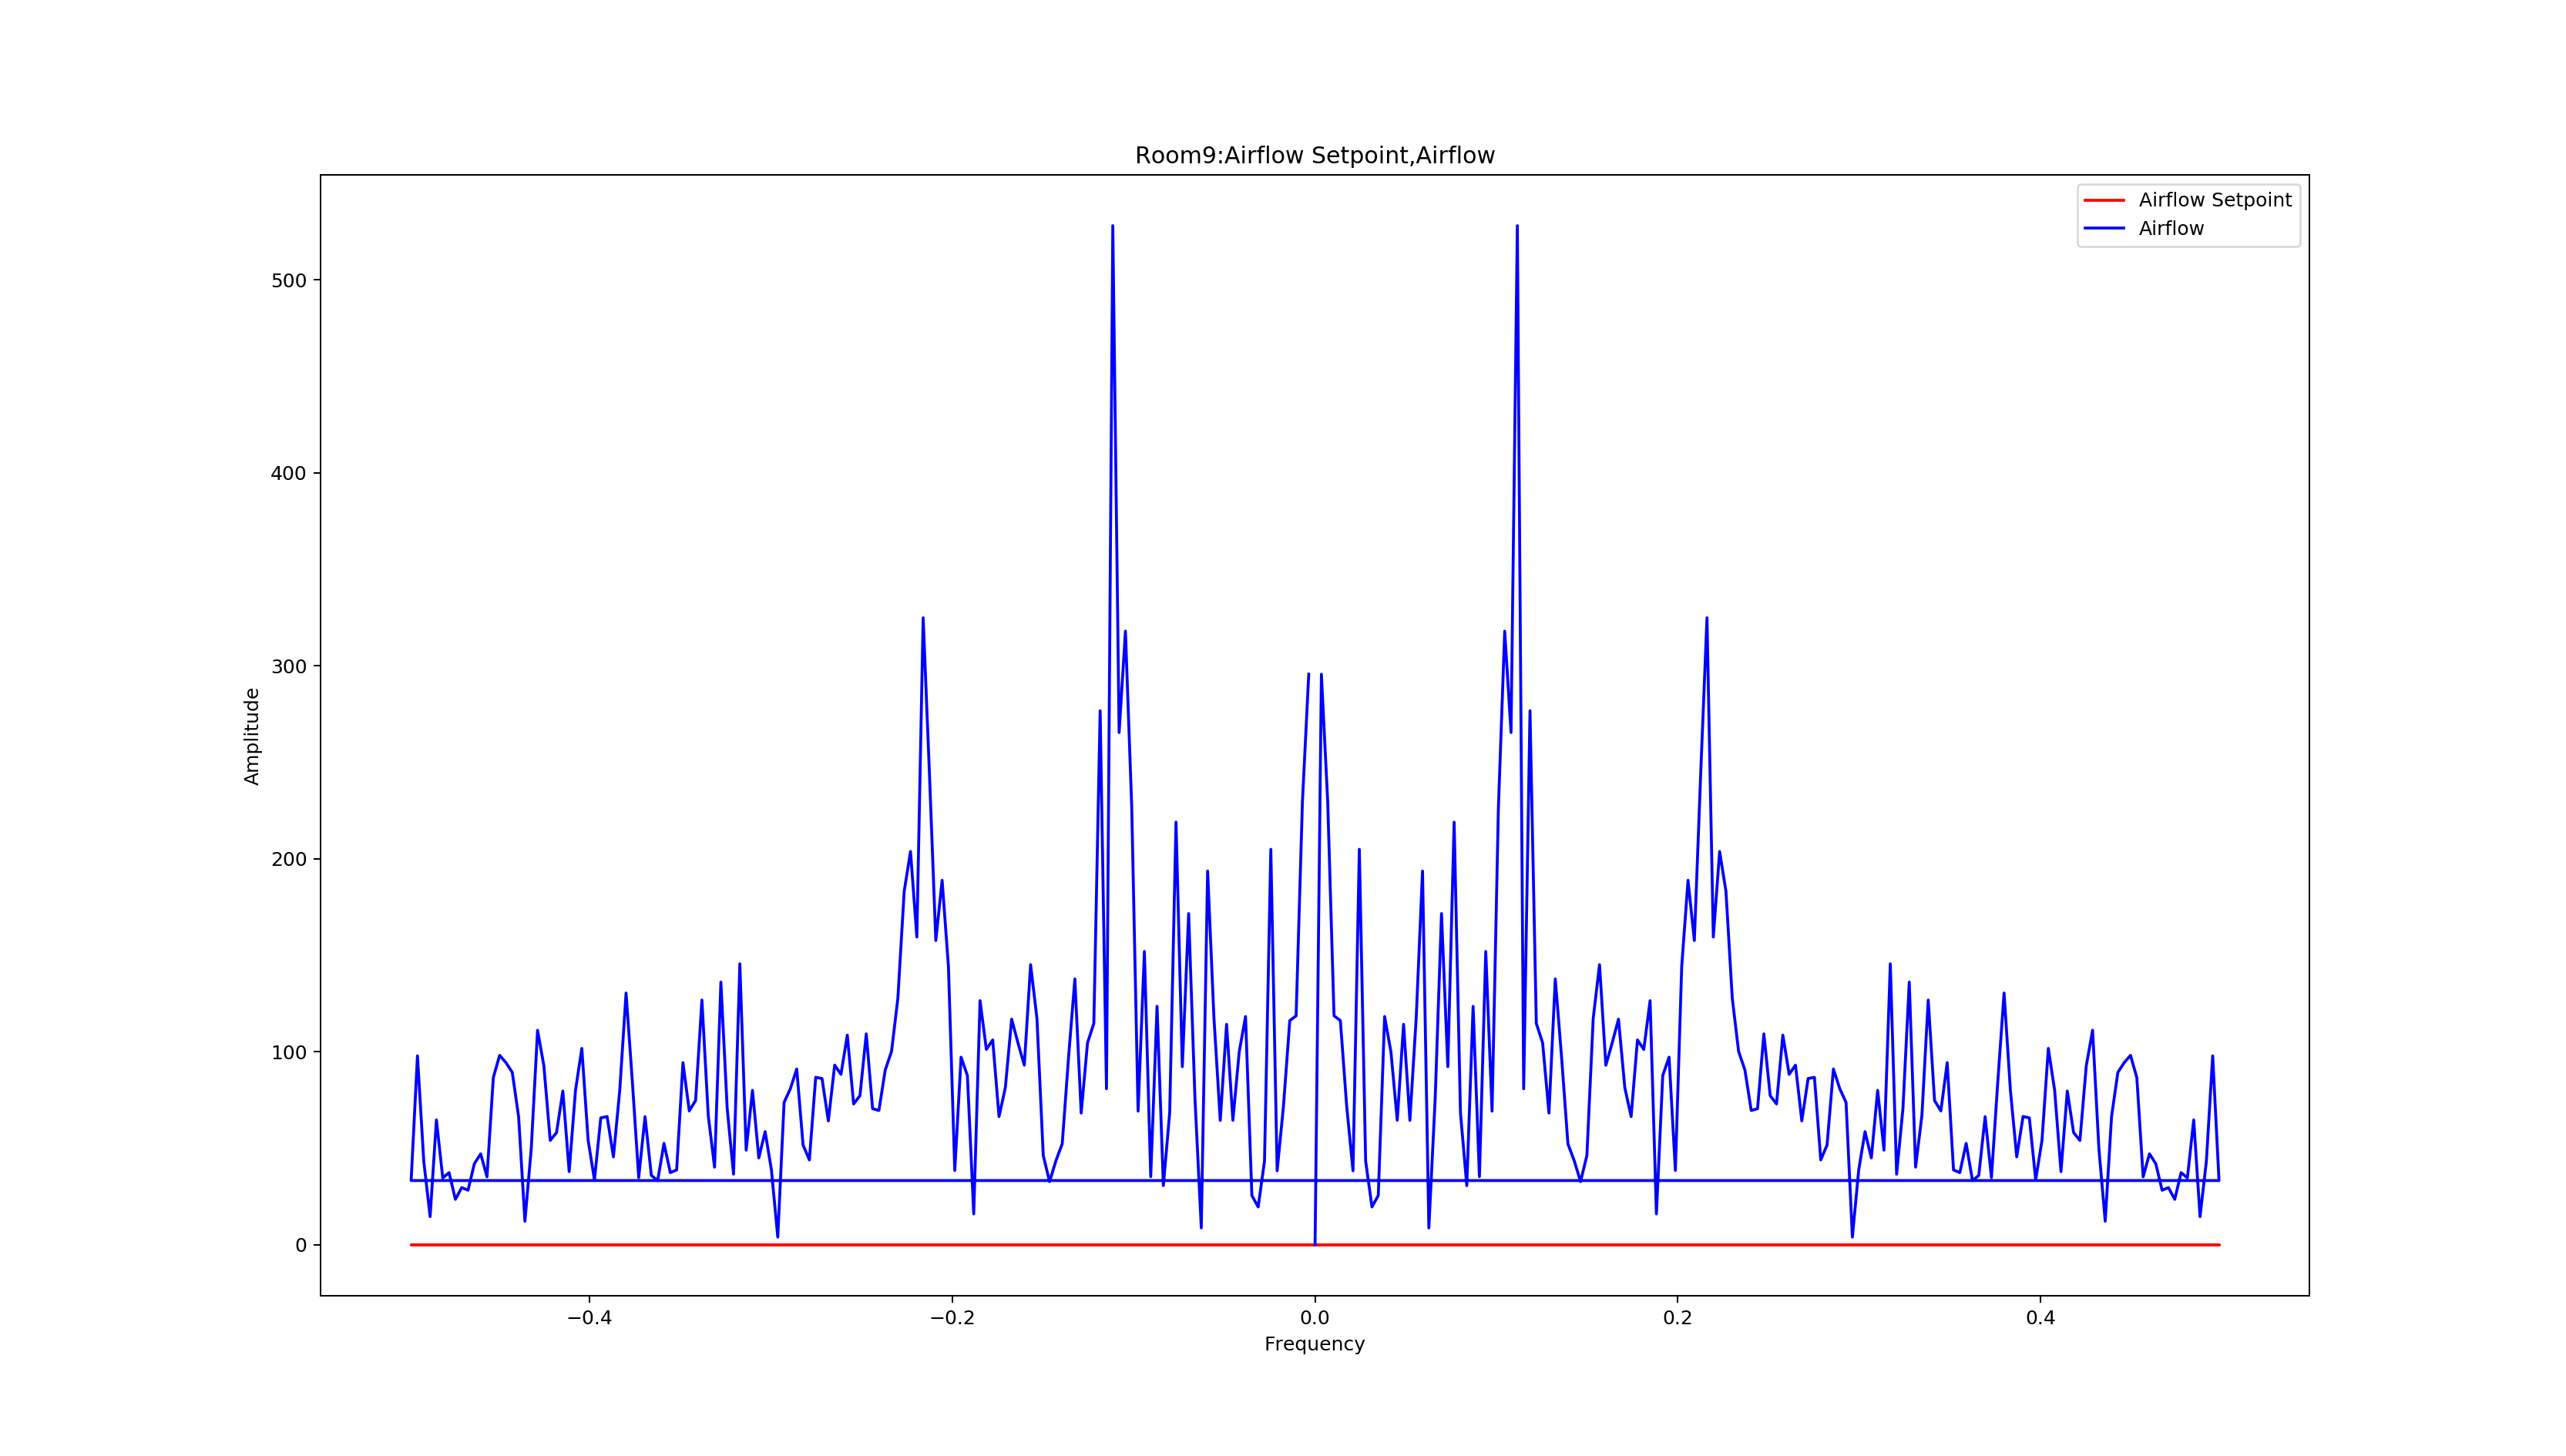 Room9:Airflow Setpoint,Airflow
Airflow Setpoint
Airflow
500
400
300
200
100
0
Amplitude
−0.4
−0.2
0.0
0.2
0.4
Frequency